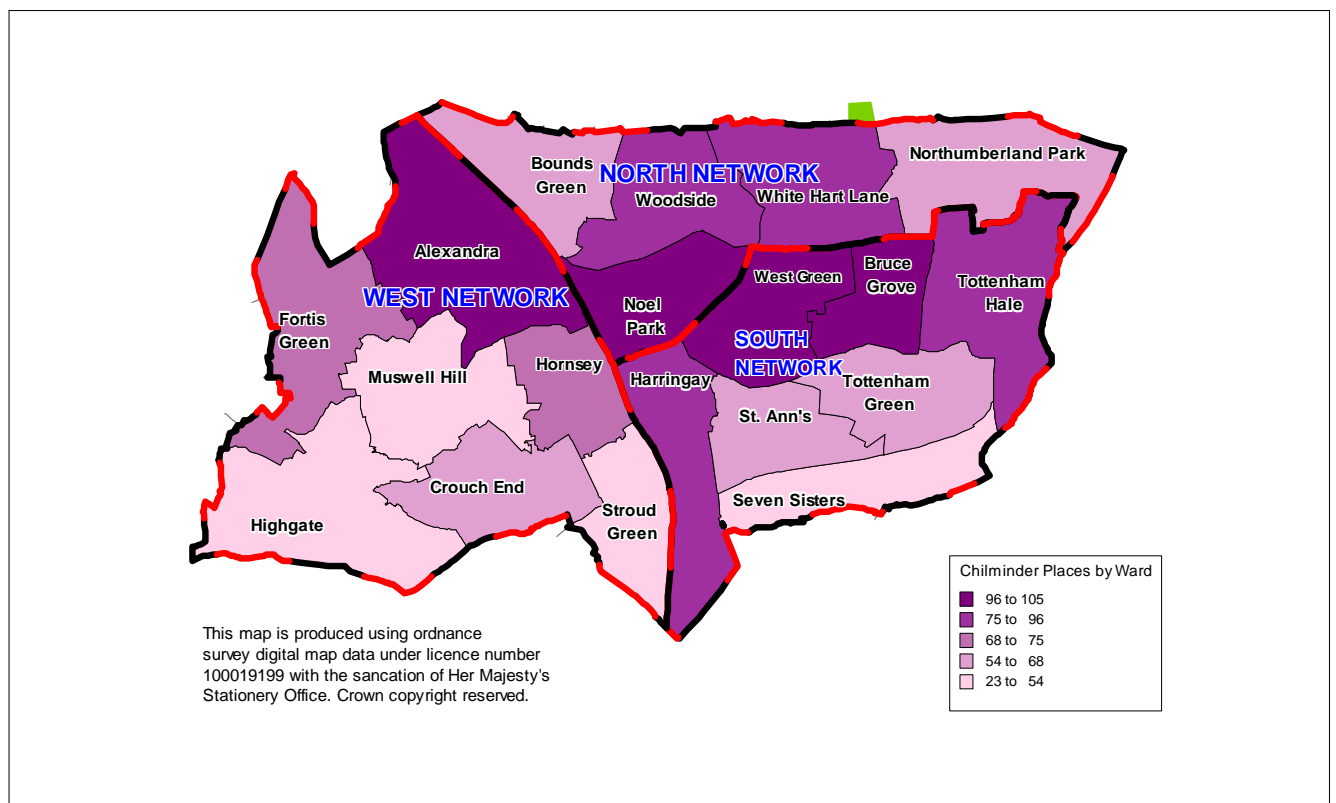 Bounds
Green
NORTH NETWORK
Woodside
White Hart Lane
Northumberland Park
Alexandra
WEST NETWORK
Fortis
Green
Muswell Hill
Hornsey
Noel
Park
West Green
Bruce
Grove
Tottenham
Hale
SOUTH
NETWORK
Harringay
Tottenham
Green
St. Ann's
Crouch End
Highgate
Stroud
Green
Seven Sisters
This map is produced using ordnance
survey digital map data under licence number
100019199 with the sancation of Her Majesty's
Stationery Office. Crown copyright reserved.
Chilminder Places by Ward
96 to 105
75 to 96
68 to 75
54 to 68
23 to 54